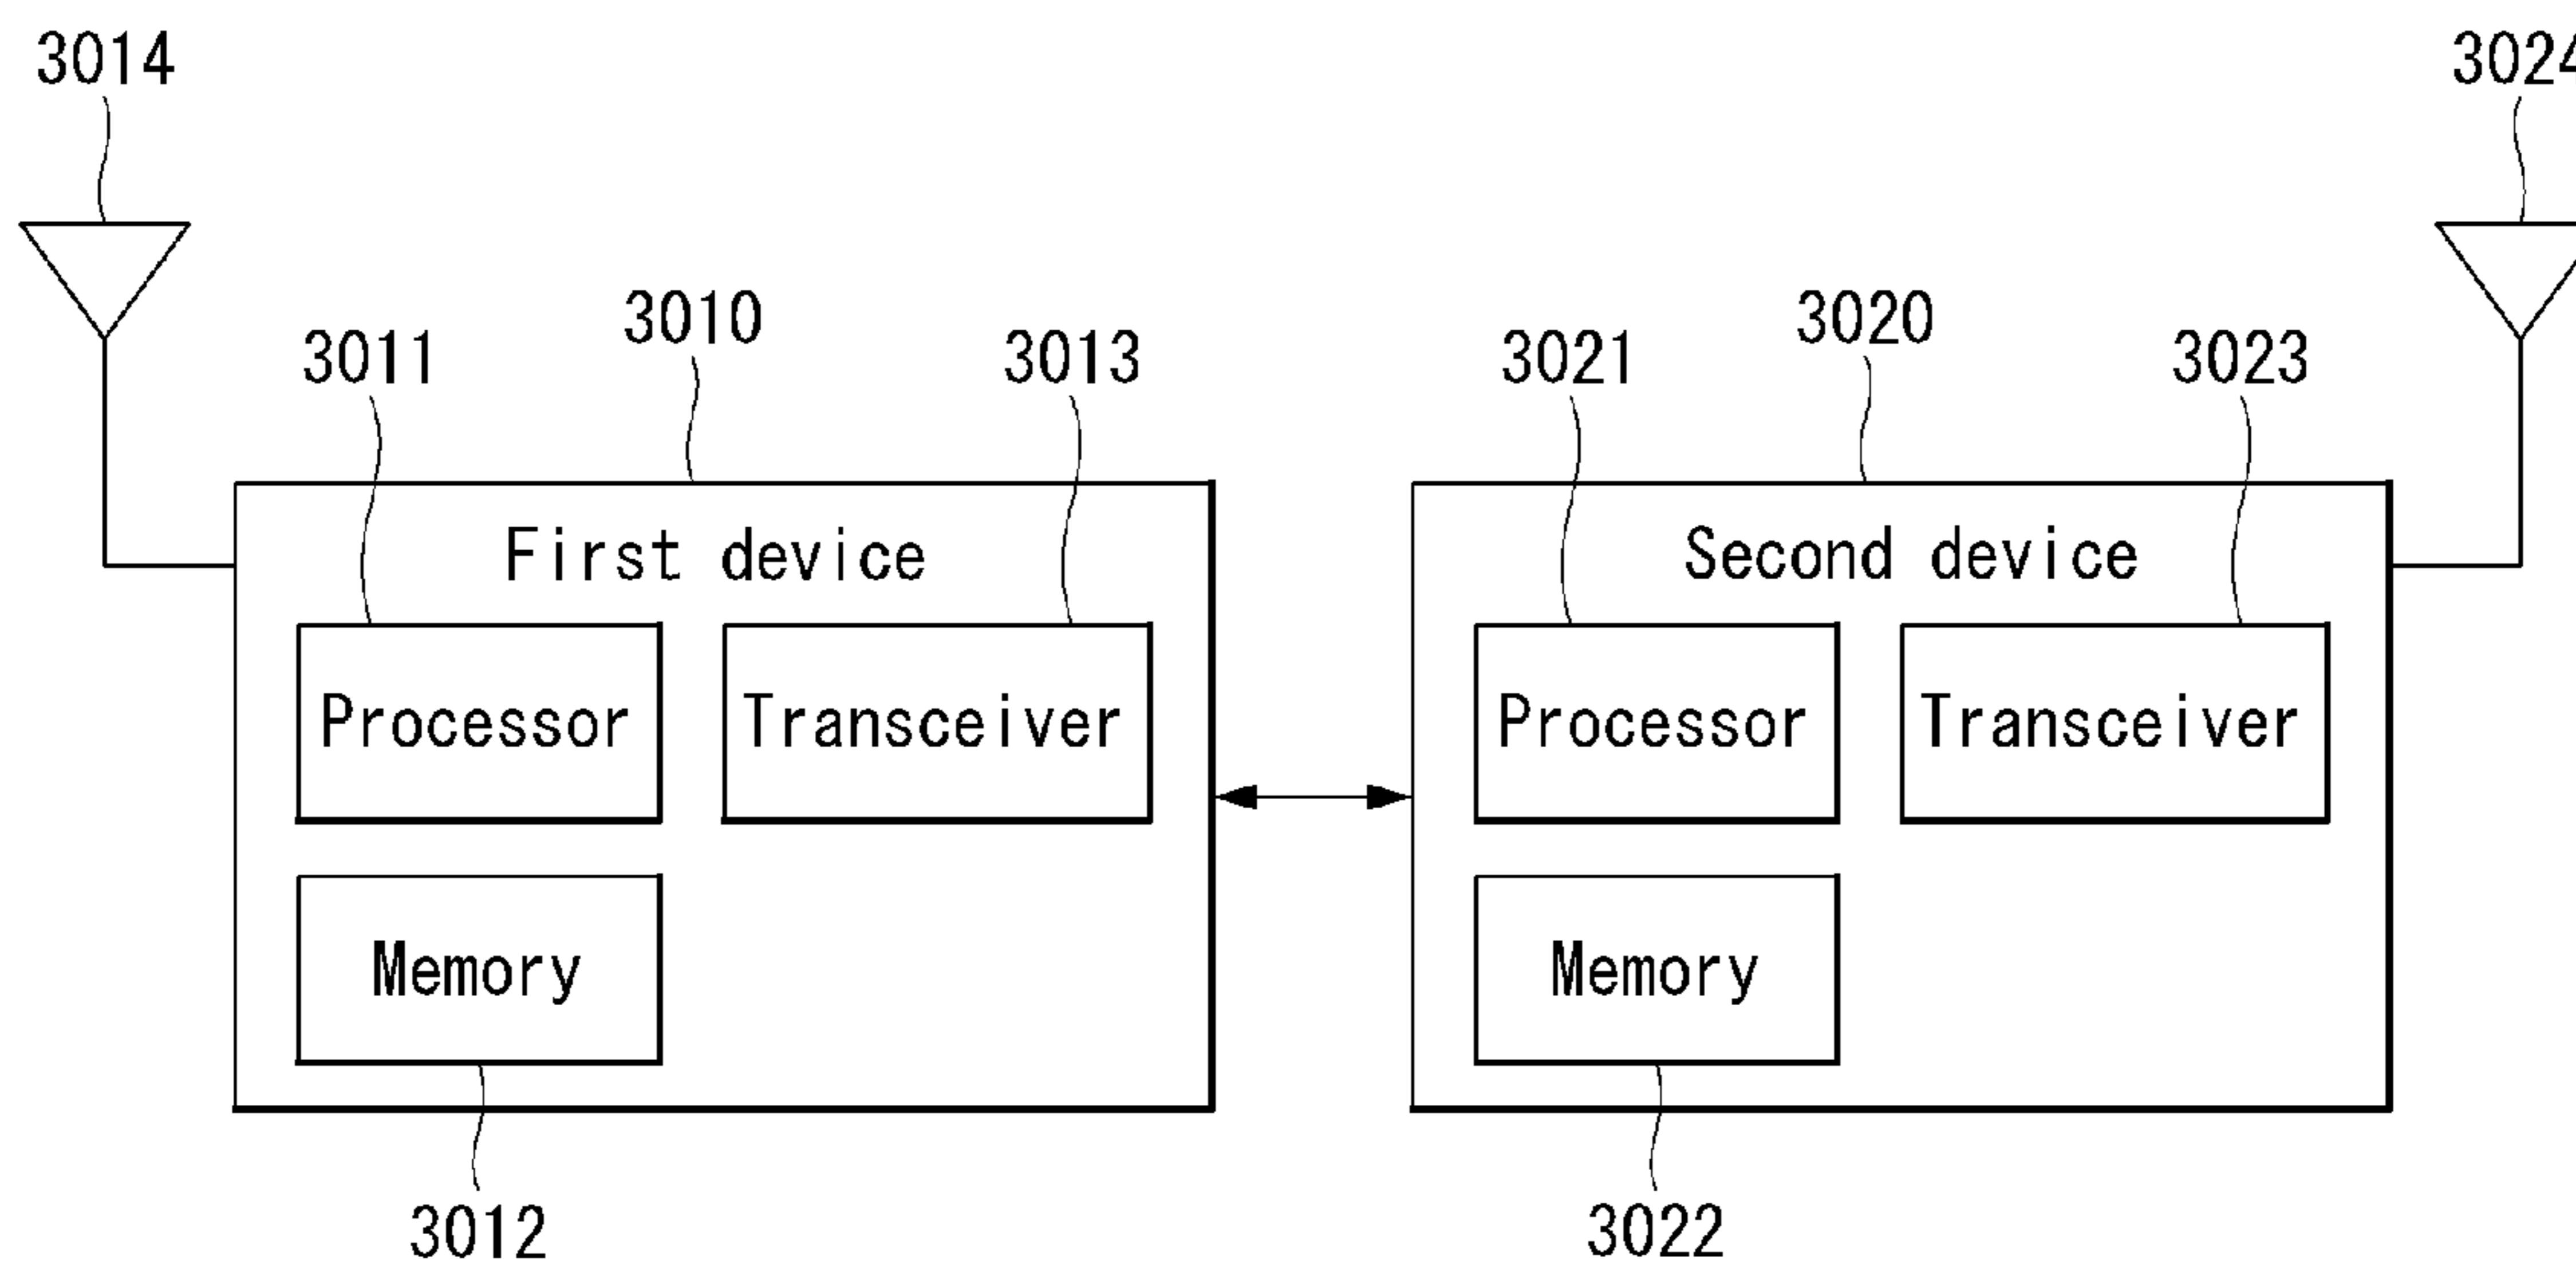 3014
3024
3010
3020
3011
3013
3021
3023
First device
Second device
Processor
Transceiver
Processor
Transceiver
Memory
Memory
3012
3022